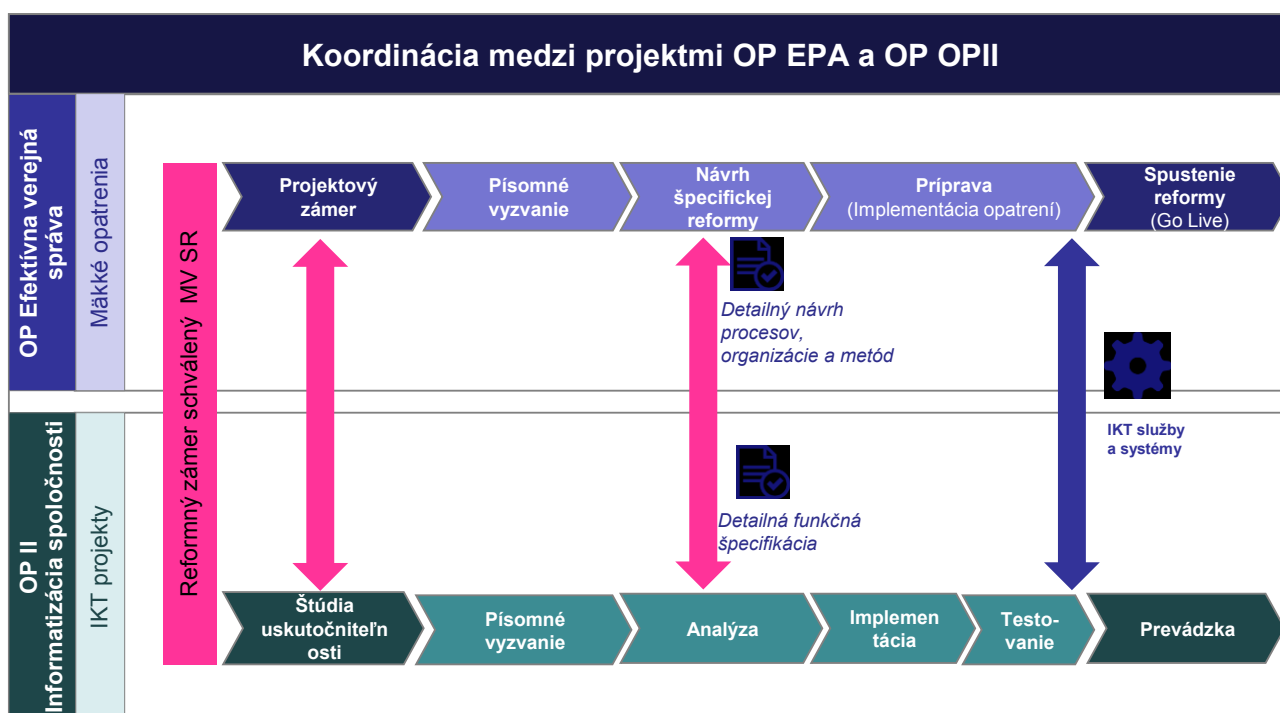 Koordinácia medzi projektmi OP EPA a OP OPII
OP Efektívna verejná
správa
Mäkké opatrenia
Reformný zámer schválený MV SR
Projektový
zámer
Písomné
vyzvanie
Návrh
špecifickej
reformy
Príprava
(Implementácia opatrení)
Spustenie
reformy
(Go Live)
Detailný návrh
procesov,
organizácie a metód
IKT služby
a systémy
OP II
Informatizácia spoločnosti
IKT projekty
Detailná funkčná
špecifikácia
Štúdia
uskutočniteľn
osti
Písomné
vyzvanie
Analýza
Implemen
tácia
Testo-
vanie
Prevádzka